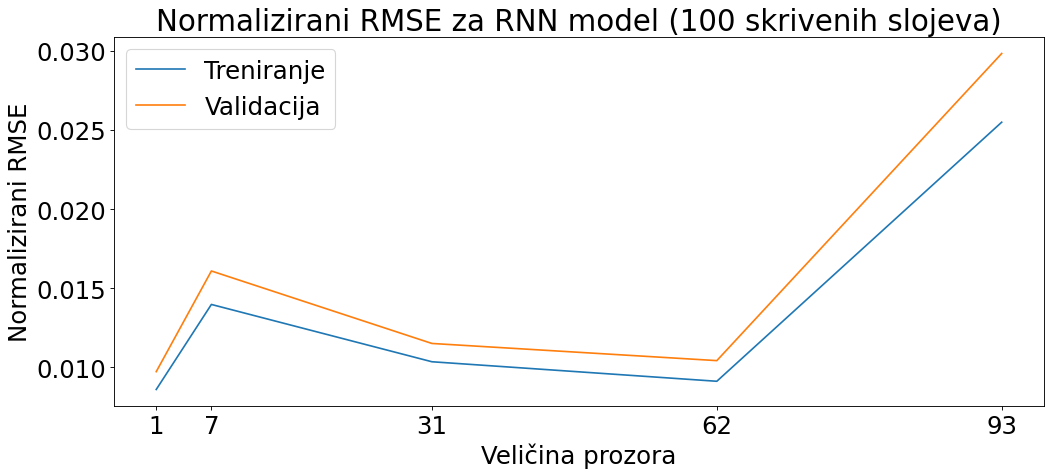 Normalizirani RMSE za RNN model (100 skrivenih slojeva)
Normalizirani RMSE
0.030
0.025
0.020
0.015
0.010
Treniranje
Validacija
1 7 31 62 93
Veličina prozora